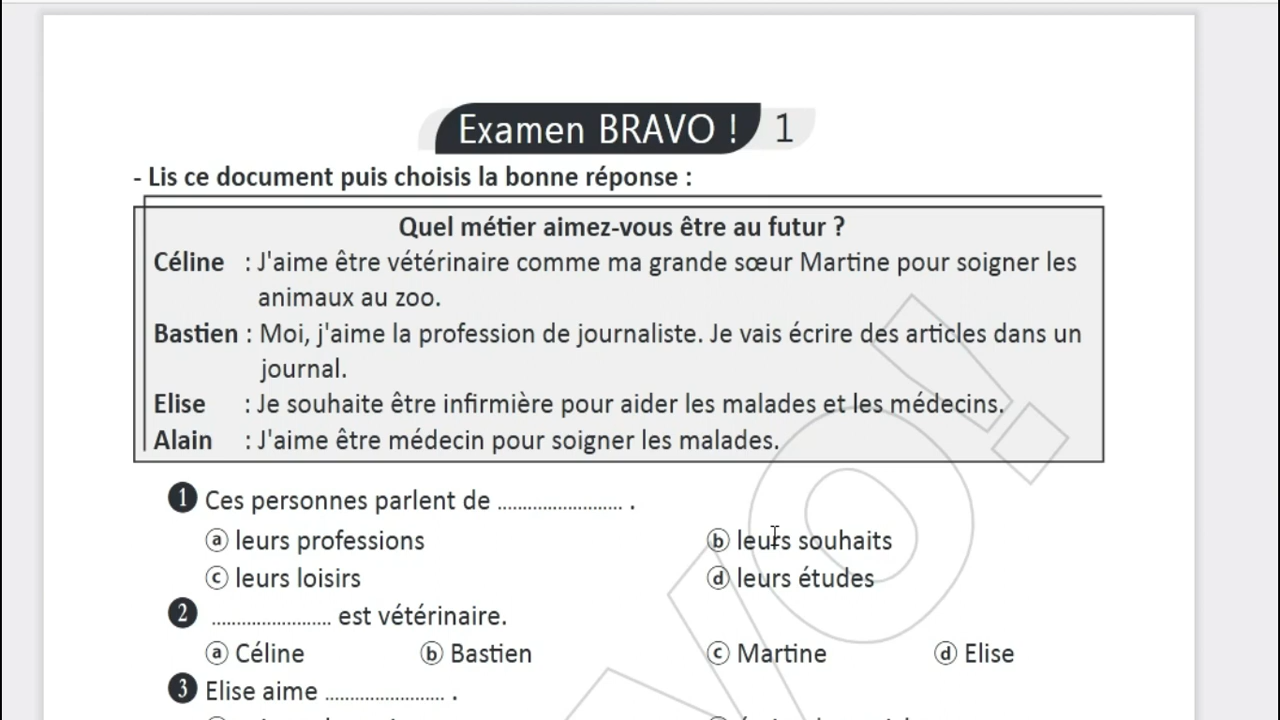 Examen BRAVO ! 1
- Lis ce document puis choisis la bonne réponse :
Quel métier aimez-vous être au futur ?
Céline : J'aime être vétérinaire comme ma grande sœur Martine pour soigner les
animaux au zoo.
Bastien : Moi, j'aime la profession de journaliste. Je vais écrire des articles dans un
journal.
Elise : Je souhaite être infirmière pour aider les malades et les médecins.
Alain : J'aime être médecin pour soigner les malades.
1 Ces personnes parlent de ........................ .
a leurs professions b leurs souhaits
c leurs loisirs d leurs études
2 ........................ est vétérinaire.
a Céline b Bastien c Martine d Elise
3 Elise aime ........................ .